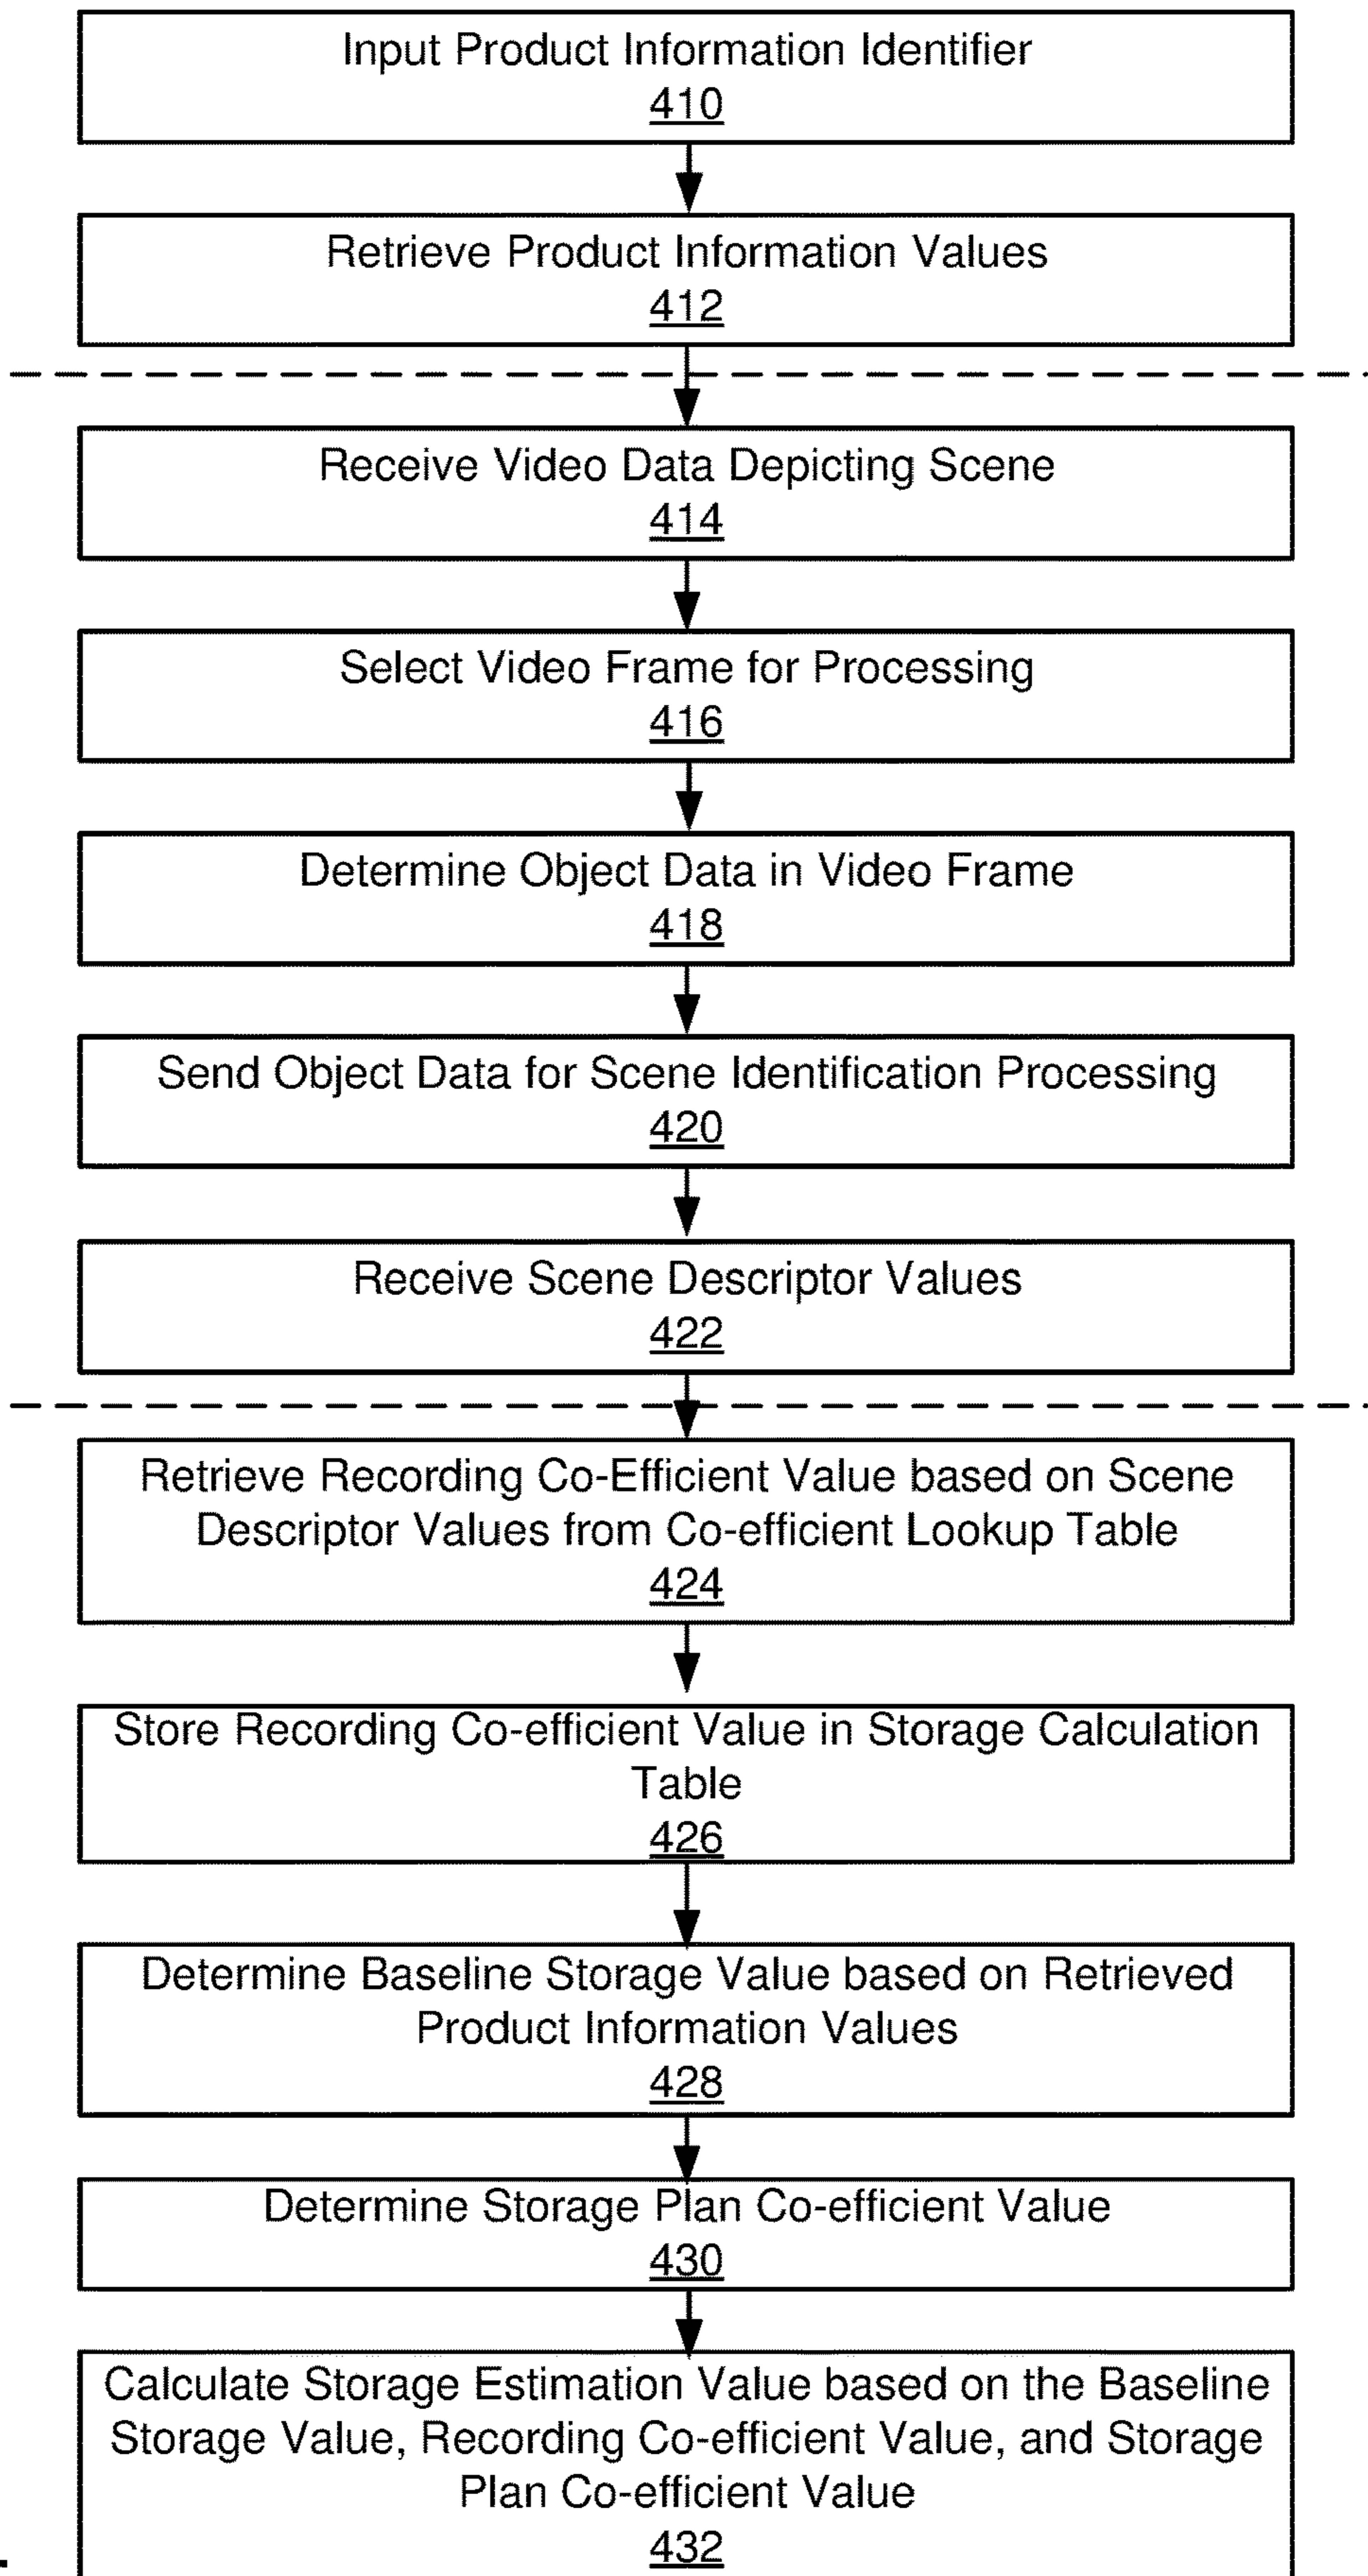 Input Product Information Identifier
410
Retrieve Product Information Values
412
Receive Video Data Depicting Scene
414
Select Video Frame for Processing
416
Determine Object Data in Video Frame
418
Send Object Data for Scene Identification Processing
420
Receive Scene Descriptor Values
422
Retrieve Recording Co-Efficient Value based on Scene
Descriptor Values from Co-efficient Lookup Table
424
Store Recording Co-efficient Value in Storage Calculation
Table
426
Determine Baseline Storage Value based on Retrieved
Product Information Values
428
Determine Storage Plan Co-efficient Value
430
Calculate Storage Estimation Value based on the Baseline
Storage Value, Recording Co-efficient Value, and Storage
Plan Co-efficient Value
432